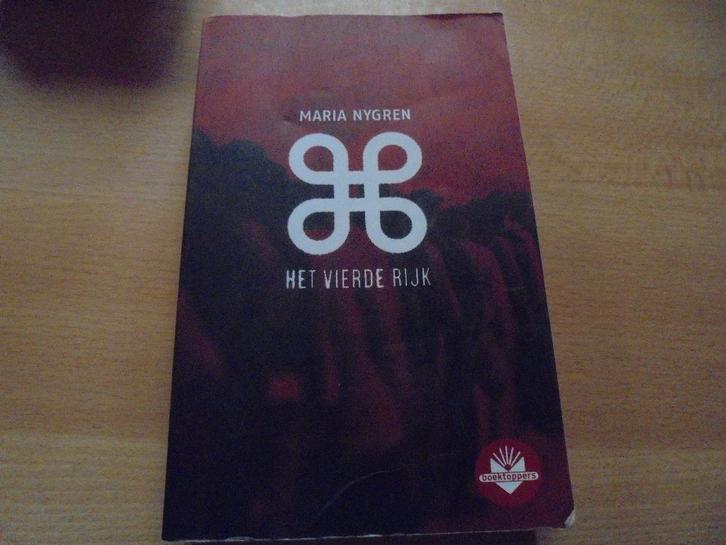 MARIA NYGREN
HET VIERDE RIJK
boektoppers